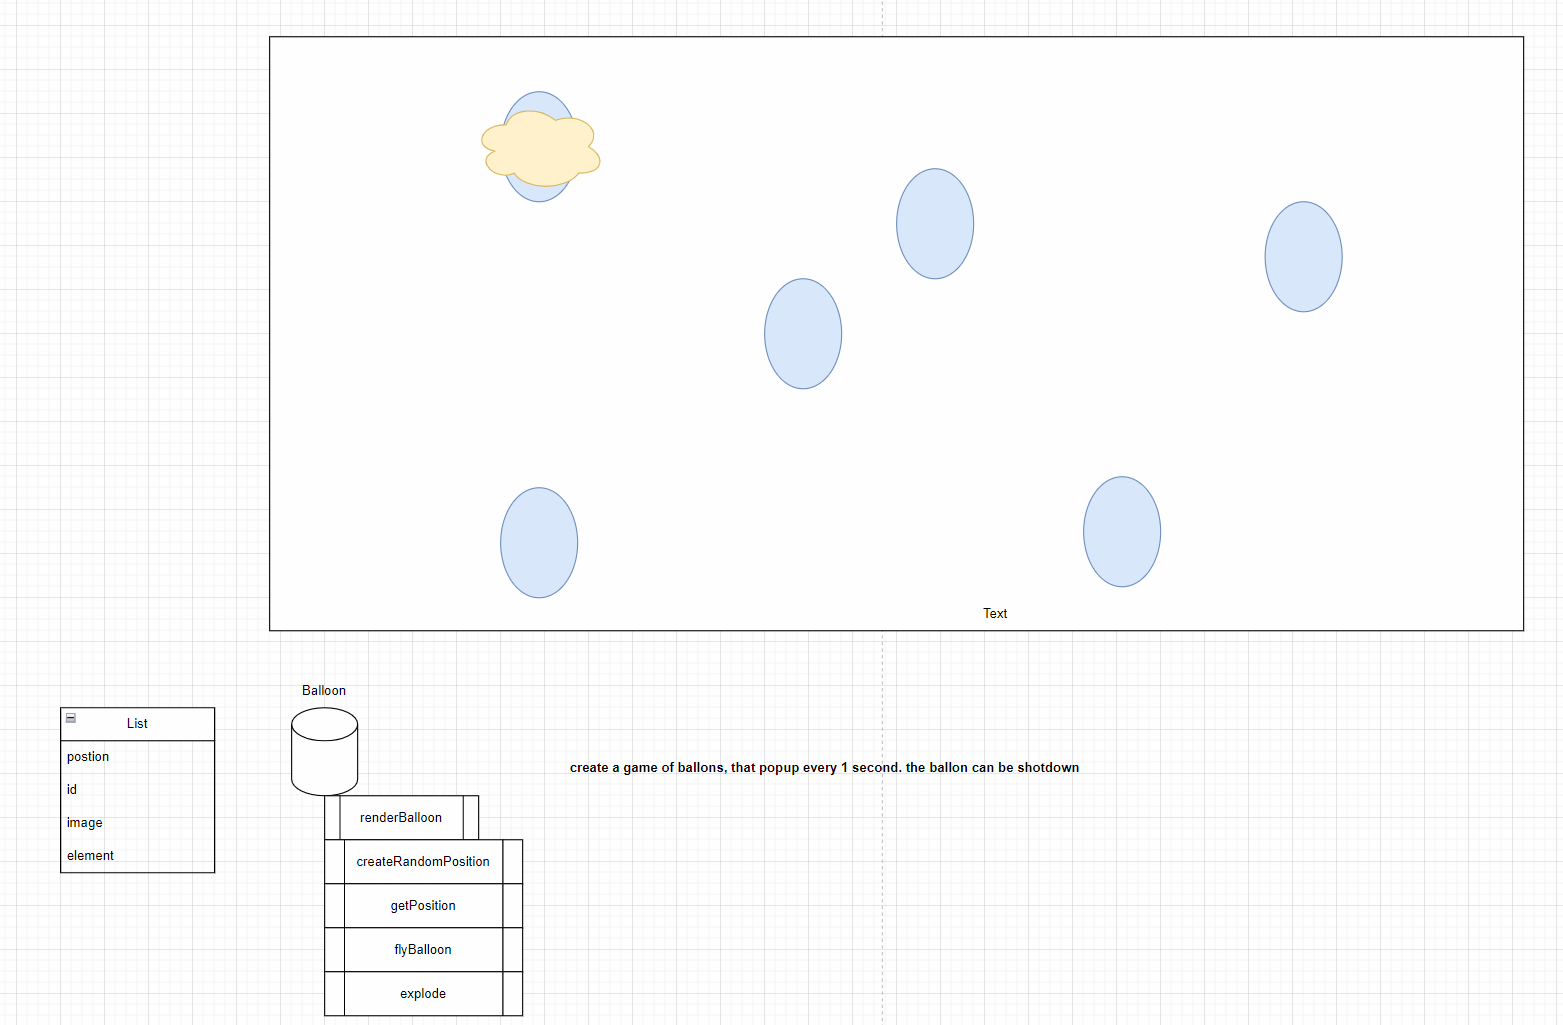 Text
Balloon
List
postion
id
image
element
create a game of ballons, that popup every 1 second. the ballon can be shotdown
renderBalloon
createRandomPosition
getPosition
flyBalloon
explode